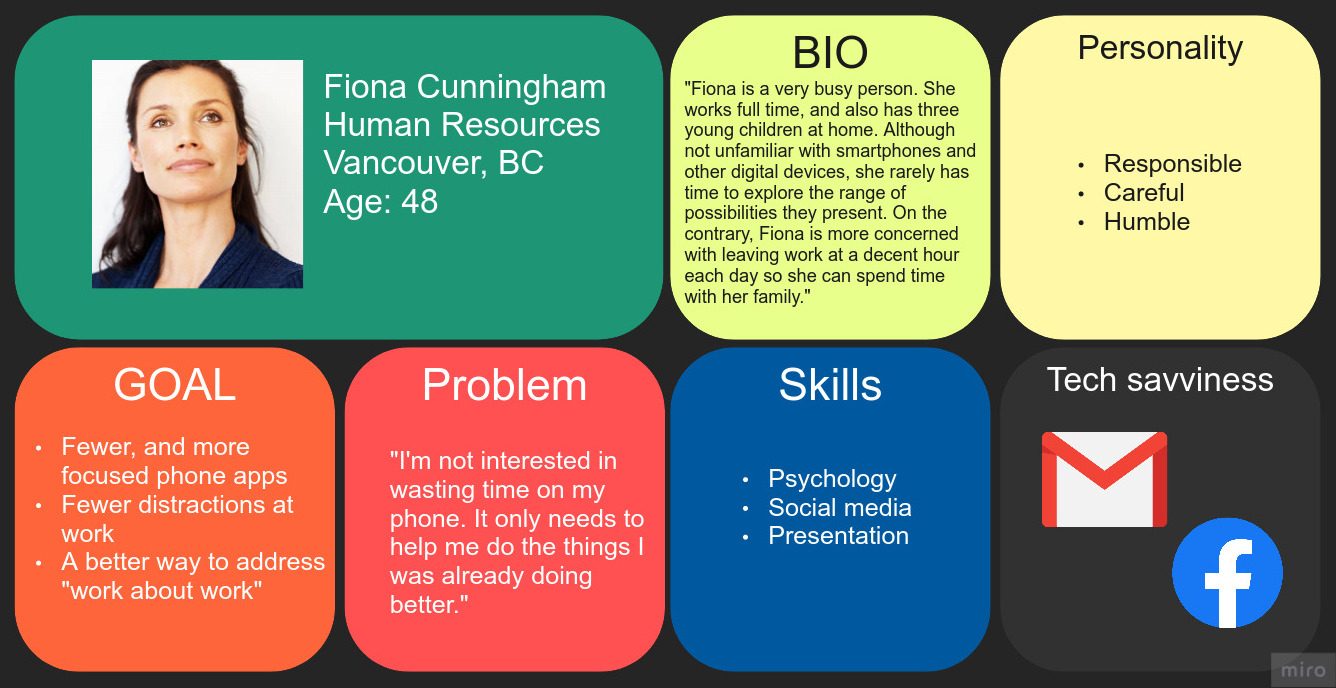 Fiona Cunningham
Human Resources
Vancouver, BC
Age: 48
BIO
"Fiona is a very busy person. She
works full time, and also has three
young children at home. Although
not unfamiliar with smartphones and
other digital devices, she rarely has
time to explore the range of
possibilities they present. On the
contrary, Fiona is more concerned
with leaving work at a decent hour
each day so she can spend time
with her family."
Personality
• Responsible
• Careful
• Humble
GOAL
• Fewer, and more
focused phone apps
• Fewer distractions at
work
• A better way to address
"work about work"
Problem
"I'm not interested in
wasting time on my
phone. It only needs to
help me do the things I
was already doing
better."
Skills
• Psychology
• Social media
• Presentation
Tech savviness
miro